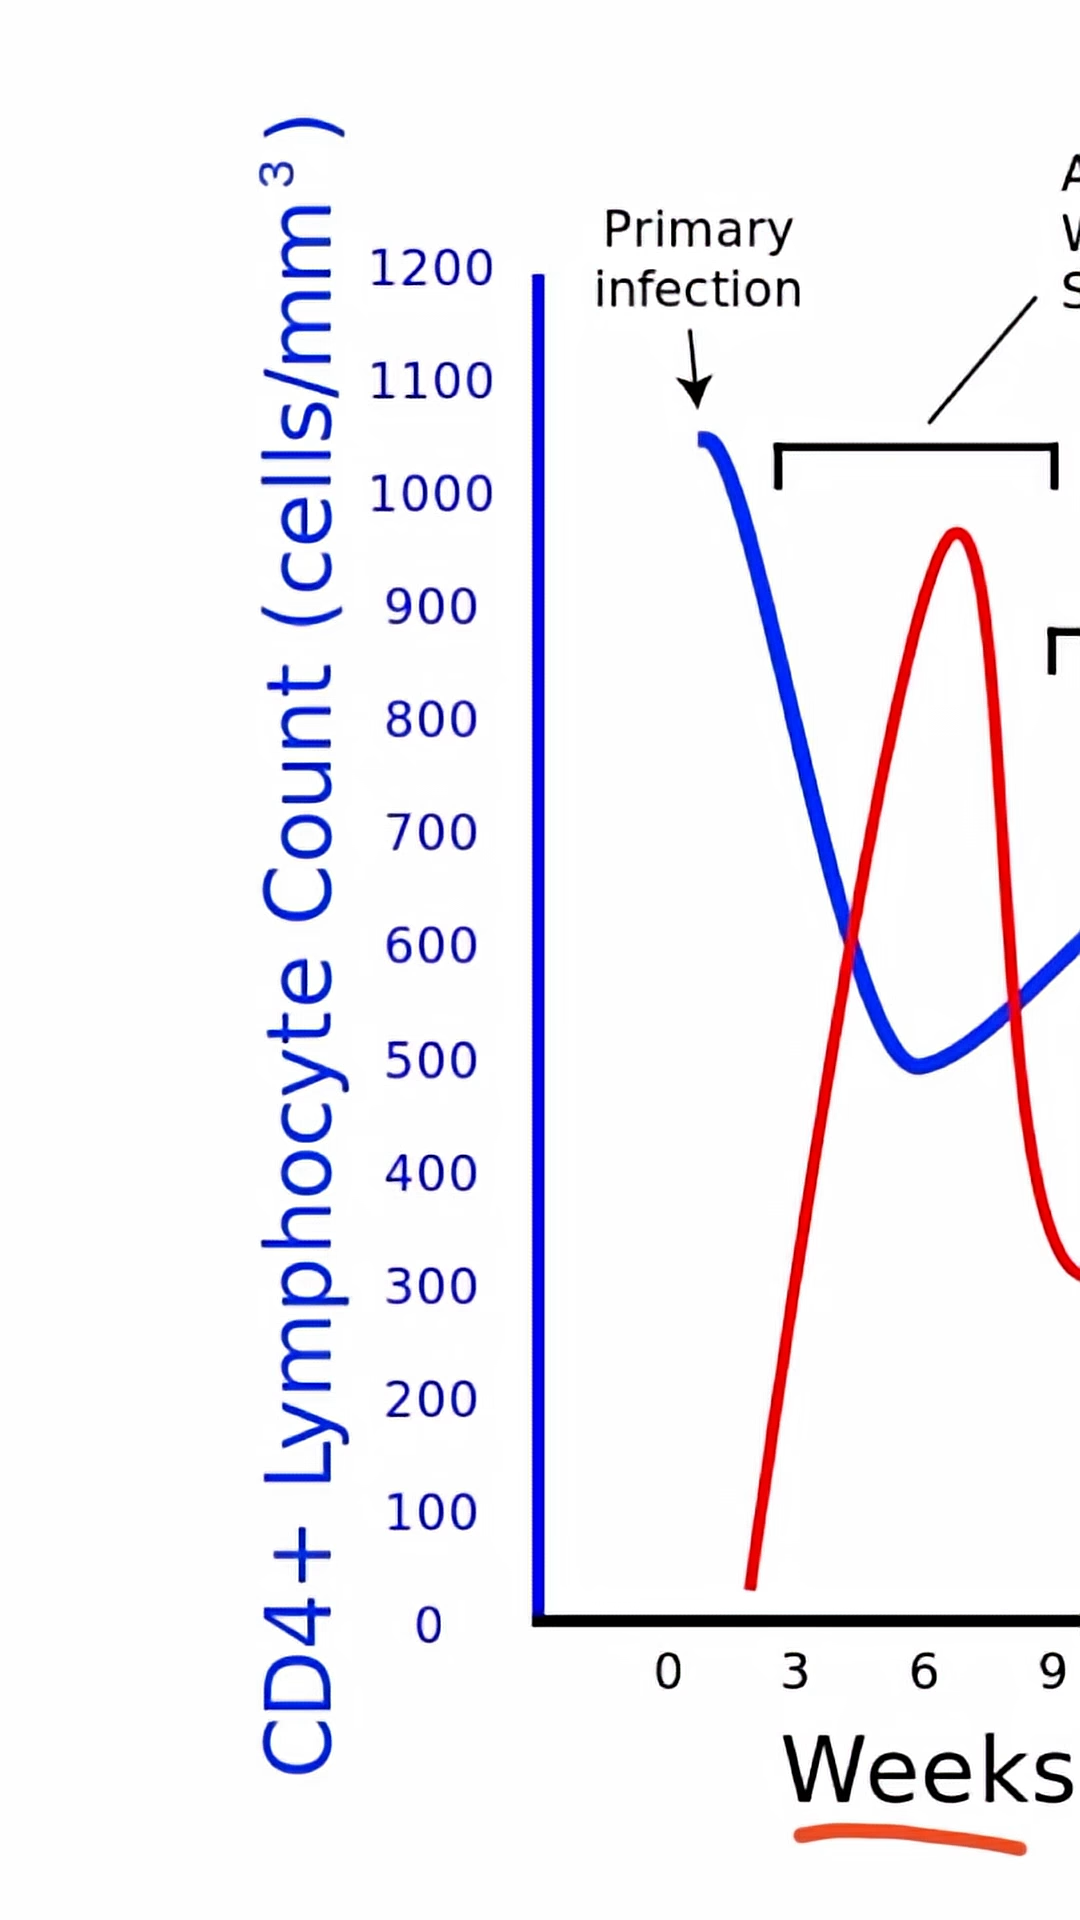 CD4+ Lymphocyte Count (cells/mm³)
Primary
infection
1200
1100
1000
900
800
700
600
500
400
300
200
100
0
0 3 6 9
Weeks